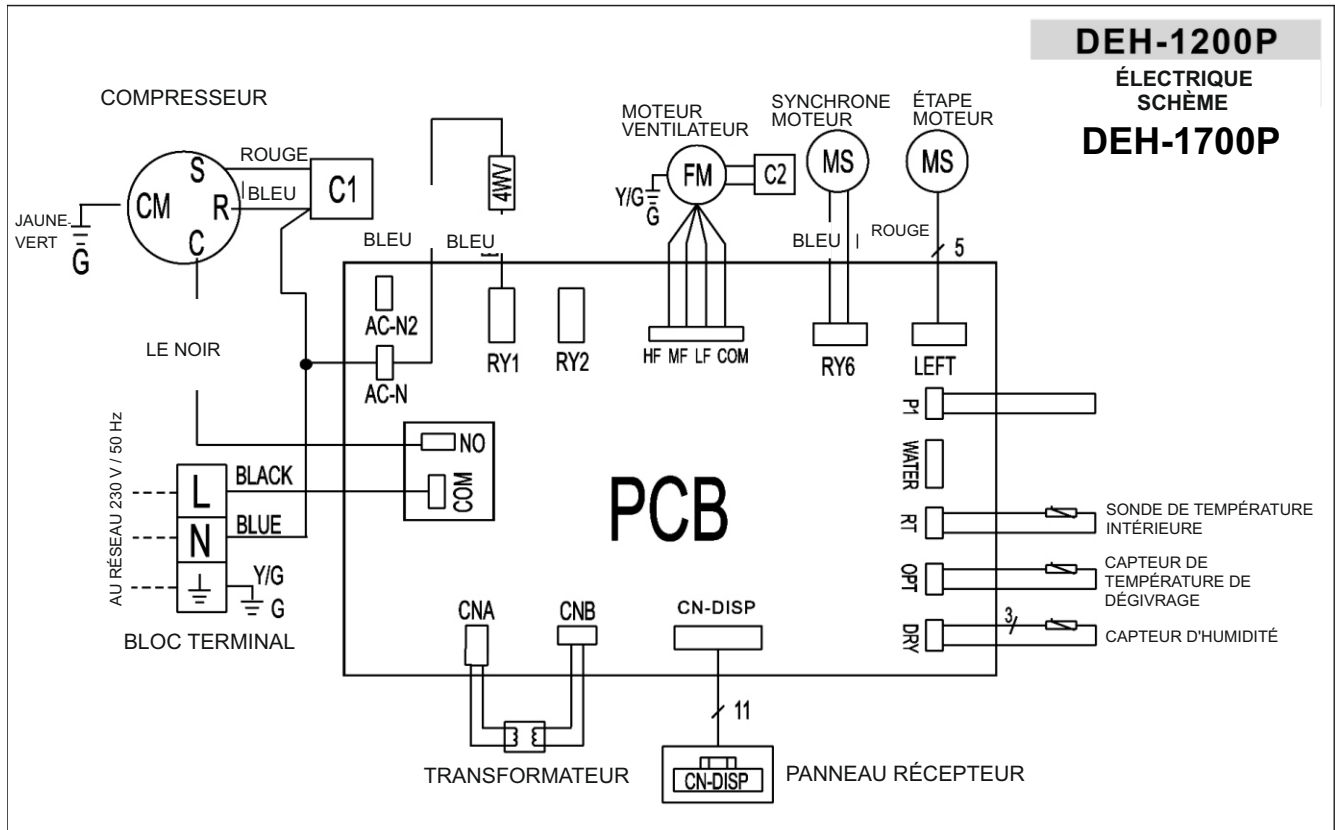 DEH-1200P
ÉLECTRIQUE
SCHÈME
DEH-1700P
COMPRESSEUR
S
ROUGE
CM
R
BLEU
C1
C
JAUNE-
VERT
G
LE NOIR
4WV
BLEU
BLEU
MOTEUR
VENTILATEUR
FM
C2
Y/G
G
SYNCHRONE
MOTEUR
MS
BLEU
ROUGE
ÉTAPE
MOTEUR
MS
5
AC-N2
AC-N
RY1
RY2
HF MF LF COM
RY6
LEFT
P1
WATER
RT
SONDE DE TEMPÉRATURE
INTÉRIEURE
OPT
CAPTEUR DE
TEMPÉRATURE DE
DÉGIVRAGE
DRY
3
CAPTEUR D'HUMIDITÉ
NO
COM
PCB
AU RÉSEAU 230 V / 50 Hz
L
BLACK
N
BLUE
Y/G
G
BLOC TERMINAL
CNA
CNB
CN-DISP
11
TRANSFORMATEUR
CN-DISP
PANNEAU RÉCEPTEUR